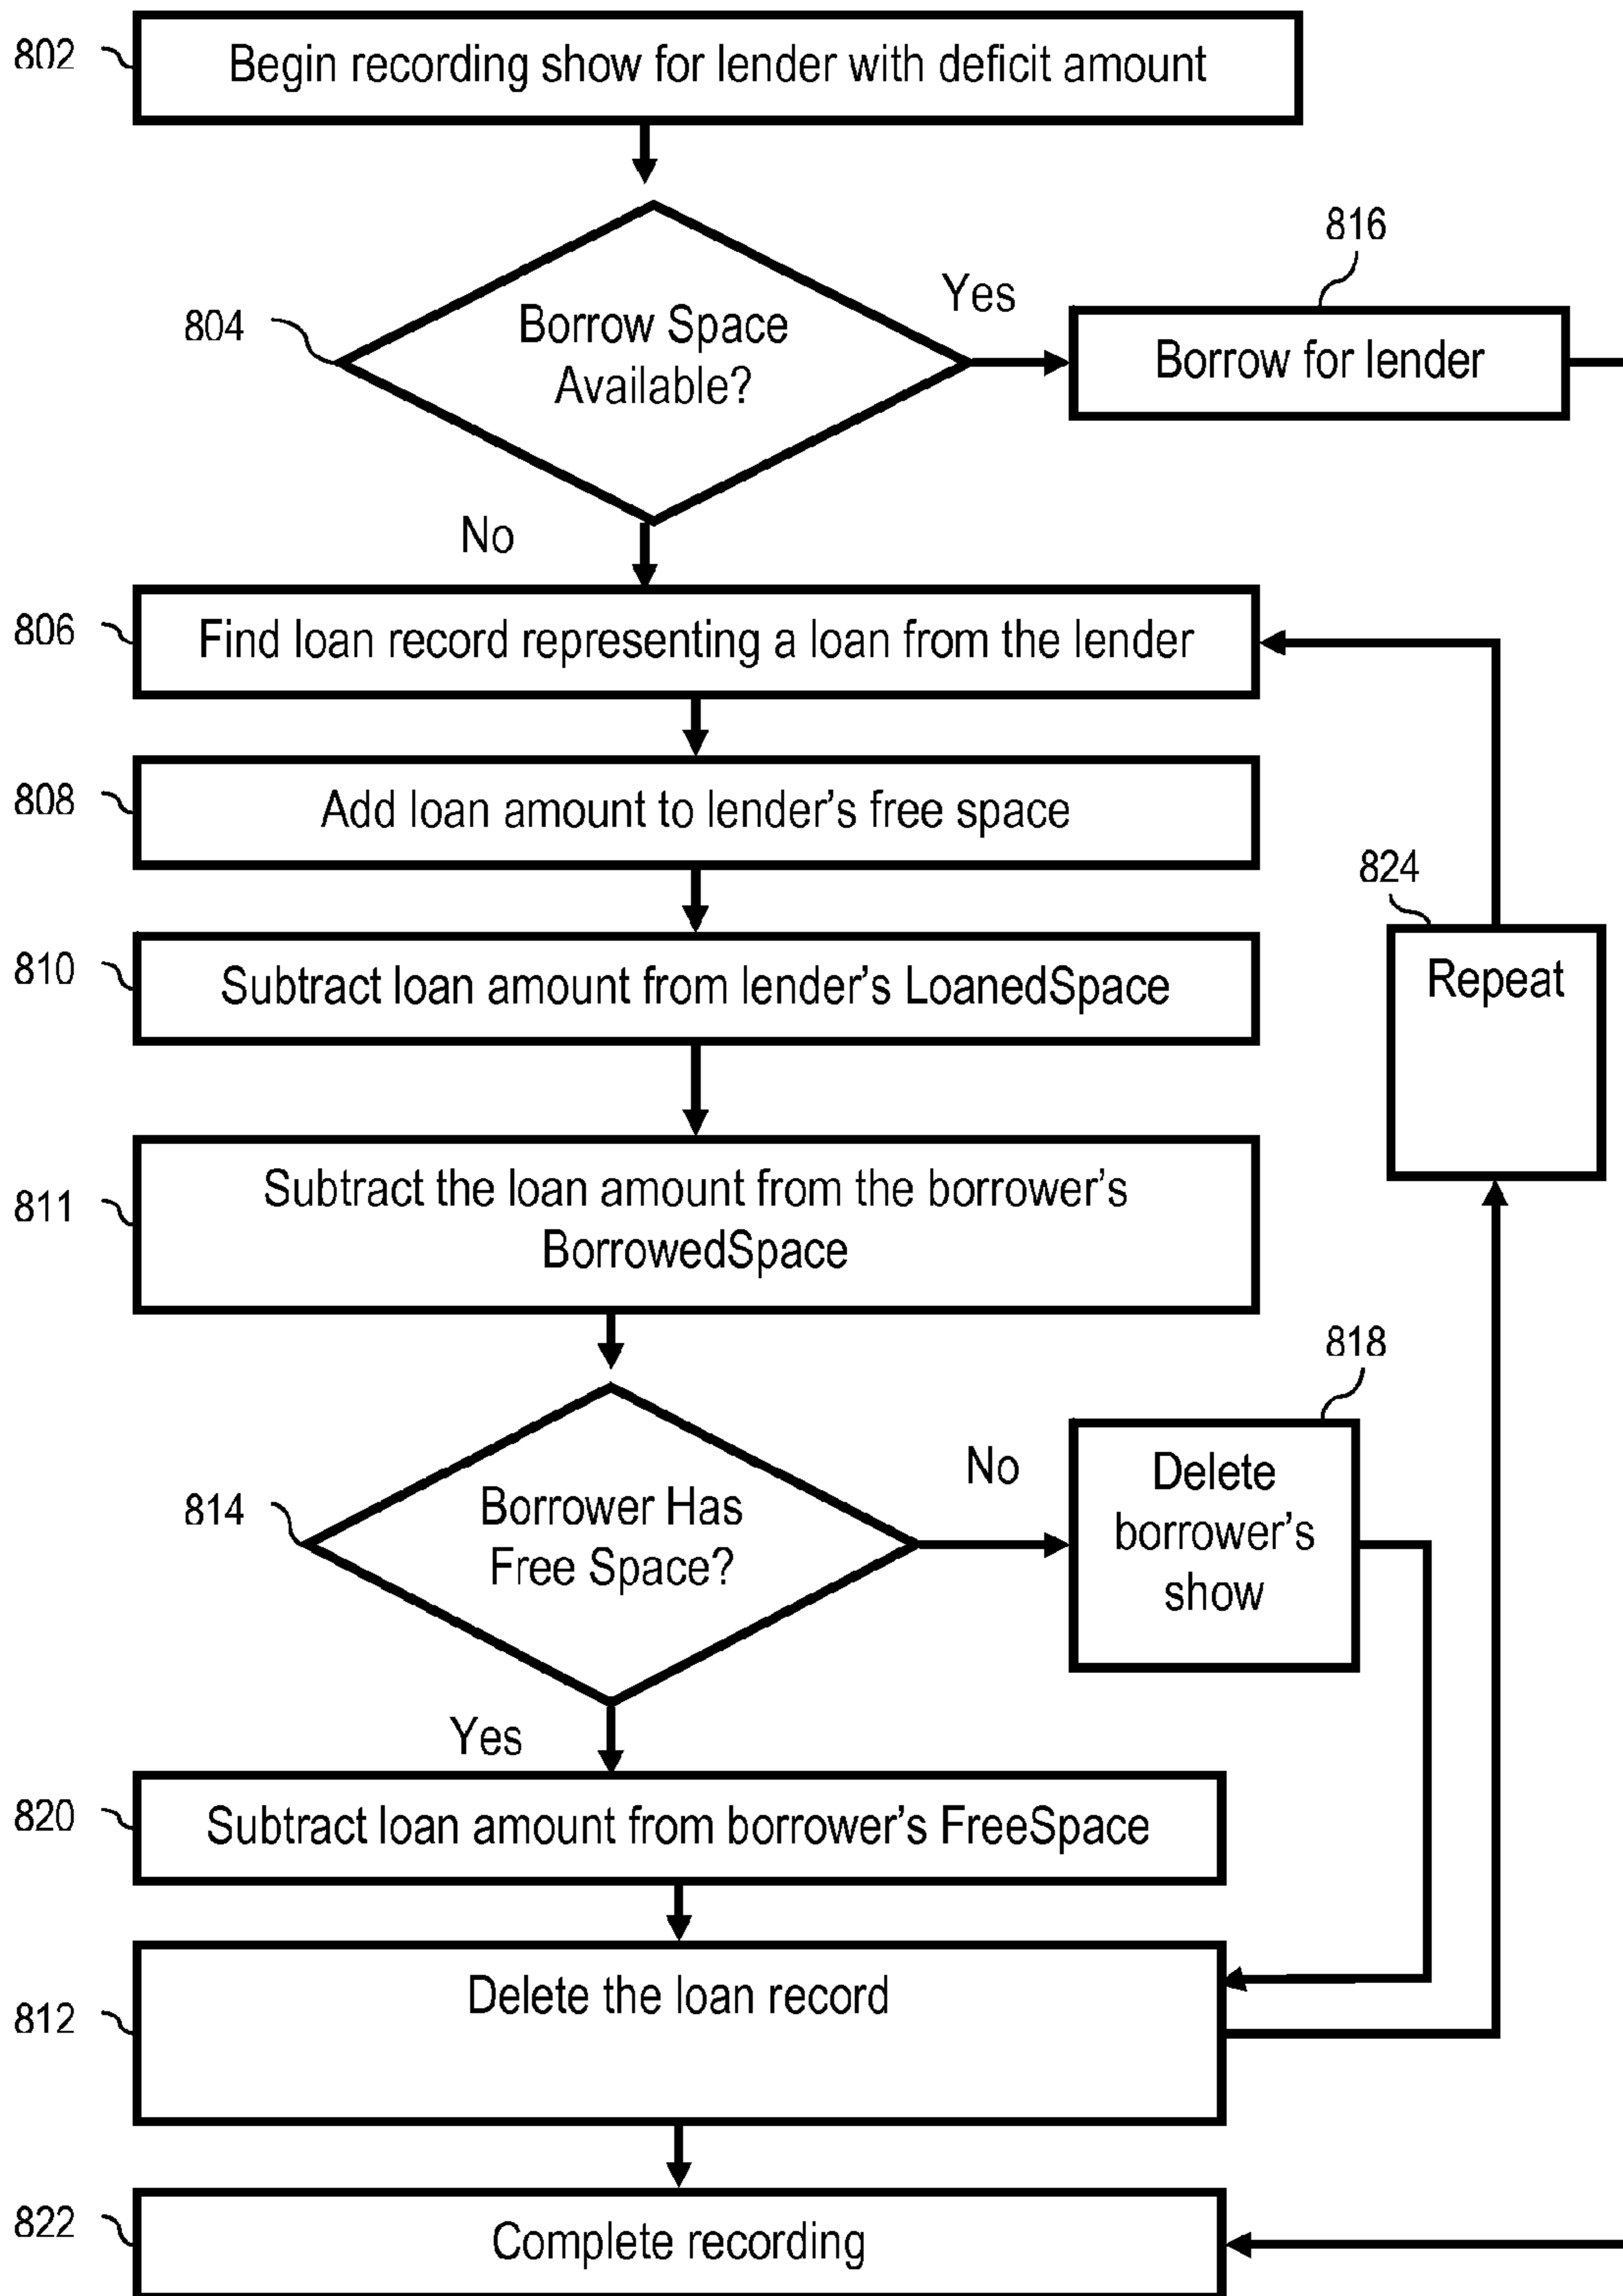 802
Begin recording show for lender with deficit amount
804
Borrow Space
Available?
Yes
816
Borrow for lender
No
806
Find loan record representing a loan from the lender
808
Add loan amount to lender's free space
824
Repeat
810
Subtract loan amount from lender's LoanedSpace
811
Subtract the loan amount from the borrower's
BorrowedSpace
814
Borrower Has
Free Space?
No
818
Delete
borrower's
show
Yes
820
Subtract loan amount from borrower's FreeSpace
812
Delete the loan record
822
Complete recording